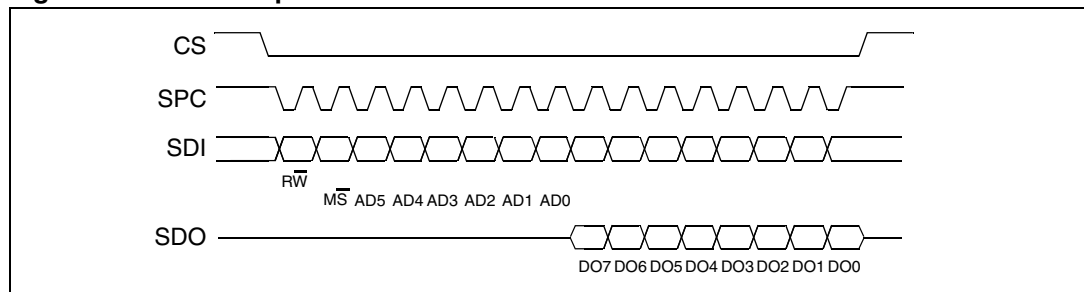 CS
SPC
SDI
RW̅
MS̅ AD5 AD4 AD3 AD2 AD1 AD0
SDO
DO7 DO6 DO5 DO4 DO3 DO2 DO1 DO0